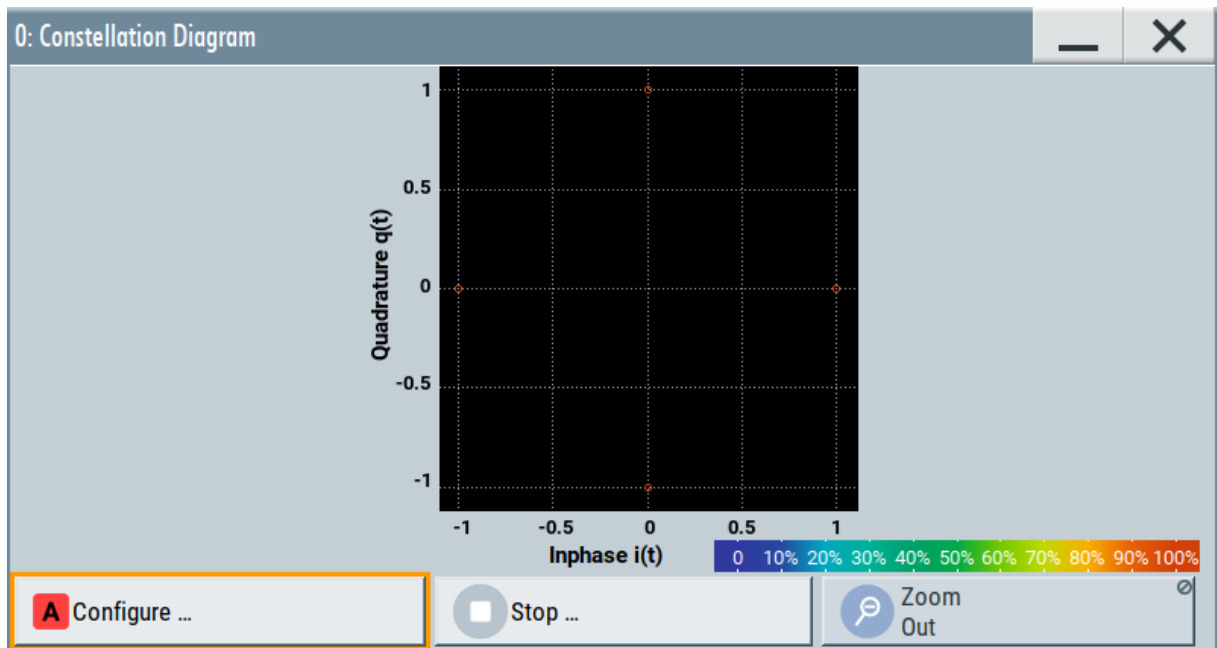 0: Constellation Diagram
1
0.5
0
-0.5
-1
Quadrature q(t)
-1 -0.5 0 0.5 1
Inphase i(t)
0 10% 20% 30% 40% 50% 60% 70% 80% 90% 100%
A Configure ...
Stop ...
Zoom
Out